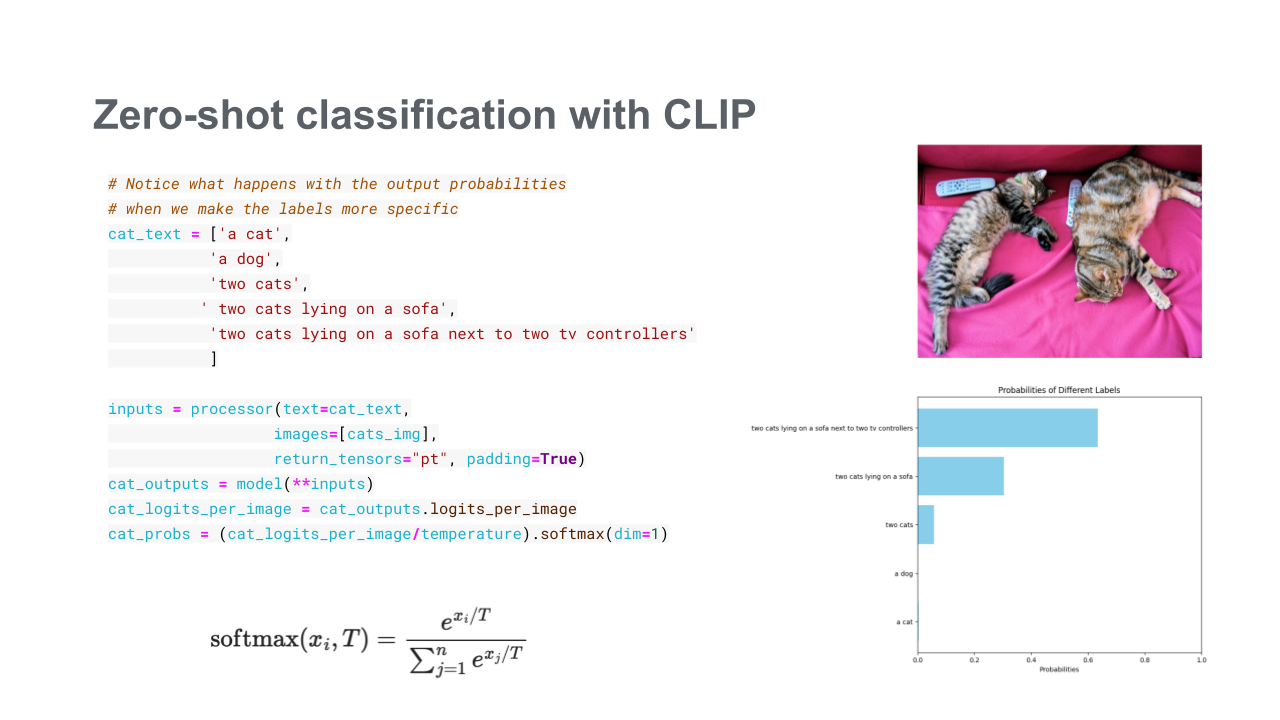 Zero-shot classification with CLIP
# Notice what happens with the output probabilities
# when we make the labels more specific
cat_text = ['a cat',
'a dog',
'two cats',
' two cats lying on a sofa',
'two cats lying on a sofa next to two tv controllers'
]
inputs = processor(text=cat_text,
images=[cats_img],
return_tensors="pt", padding=True)
cat_outputs = model(**inputs)
cat_logits_per_image = cat_outputs.logits_per_image
cat_probs = (cat_logits_per_image/temperature).softmax(dim=1)
softmax(x_i, T) = \frac{e^{x_i/T}}{\sum_{j=1}^{n} e^{x_j/T}}
Probabilities of Different Labels
two cats lying on a sofa next to two tv controllers
two cats lying on a sofa
two cats
a dog
a cat
0.0 0.2 0.4 0.6 0.8 1.0
Probabilities